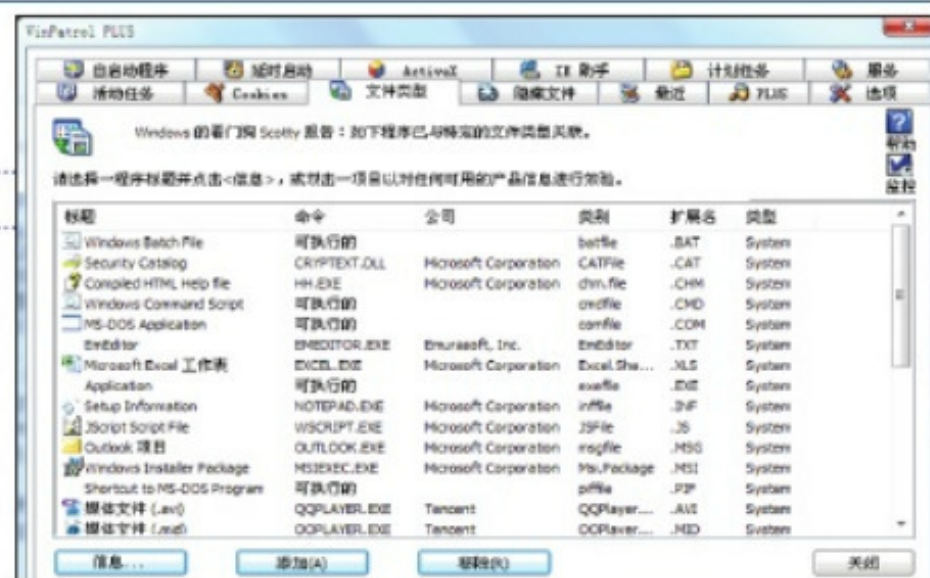 WinPatrol PLUS
自启动程序 延时启动 ActiveX IE 助手 计划任务 服务
活动任务 Cookies 文件类型 隐藏文件 最近 PLUS 选项
Windows 的看门狗 Scotty 报告：如下程序已与特定的文件类型关联。
帮助
请选择一程序标题并点击<信息>，或双击一项目以对任何可用的产品信息进行效验。
监控
标题 命令 公司 类别 扩展名 类型
Windows Batch File 可执行的 batfile .BAT System
Security Catalog CRYPTEXT.DLL Microsoft Corporation CATFile .CAT System
Compiled HTML Help file HH.EXE Microsoft Corporation chm.file .CHM System
Windows Command Script 可执行的 cmdfile .CMD System
MS-DOS Application 可执行的 comfile .COM System
EmEditor EMEDITOR.EXE Emurasoft, Inc. EmEditor .TXT System
Microsoft Excel 工作表 EXCEL.EXE Microsoft Corporation Excel.She... .XLS System
Application 可执行的 exefile .EXE System
Setup Information NOTEPAD.EXE Microsoft Corporation inffile .INF System
JScript Script File WSCRIPT.EXE Microsoft Corporation JSFile .JS System
Outlook 项目 OUTLOOK.EXE Microsoft Corporation msgfile .MSG System
Windows Installer Package MSIEXEC.EXE Microsoft Corporation Msi.Package .MSI System
Shortcut to MS-DOS Program 可执行的 piffile .PIF System
媒体文件 (.avi) QQPLAYER.EXE Tencent QQPlayer.... .AVI System
媒体文件 (.mid) QQPLAYER.EXE Tencent QQPlayer.... .MID System
信息... 添加(A) 移除(R) 关闭